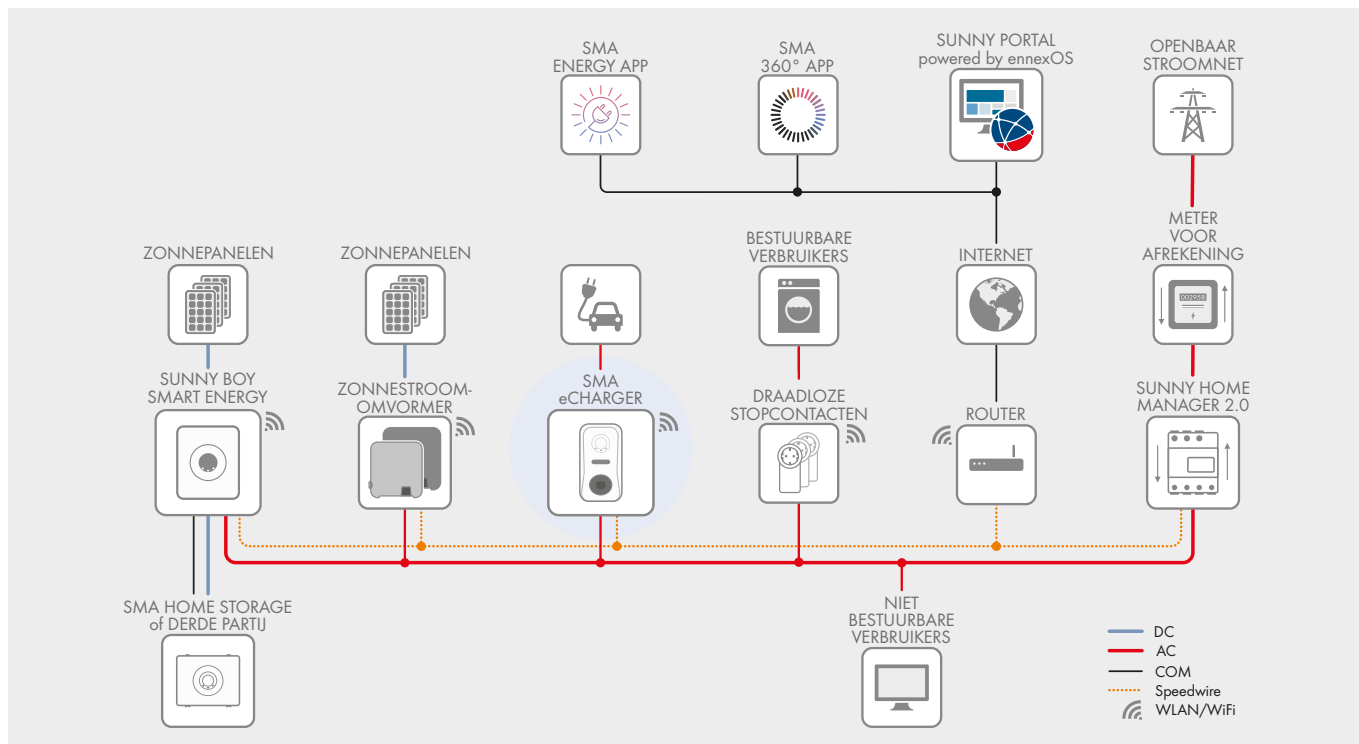 SMA
ENERGY APP
SMA
360° APP
SUNNY PORTAL
powered by ennexOS
OPENBAAR
STROOMNET
ZONNEPANELEN
ZONNEPANELEN
BESTUURBARE
VERBRUIKERS
INTERNET
METER
VOOR
AFREKENING
002958
SUNNY BOY
SMART ENERGY
ZONNESTROOM-
OMVORMER
SMA
eCHARGER
DRAADLOZE
STOPCONTACTEN
ROUTER
SUNNY HOME
MANAGER 2.0
SMA HOME STORAGE
of DERDE PARTIJ
NIET
BESTUURBARE
VERBRUIKERS
DC
AC
COM
Speedwire
WLAN/WiFi